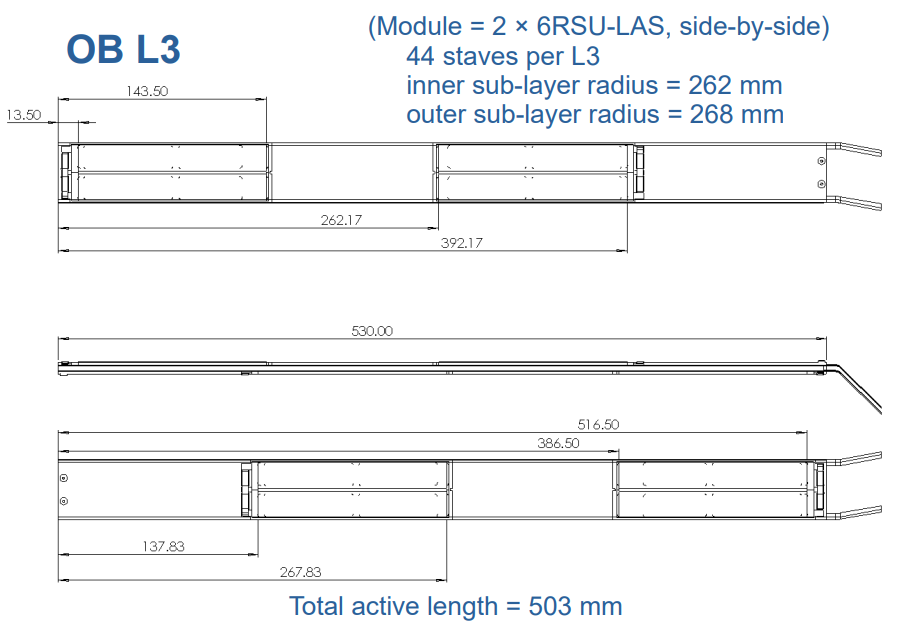 OB L3
(Module = 2 × 6RSU-LAS, side-by-side)
44 staves per L3
inner sub-layer radius = 262 mm
outer sub-layer radius = 268 mm
143.50
13.50
262.17
392.17
530.00
516.50
386.50
137.83
267.83
Total active length = 503 mm